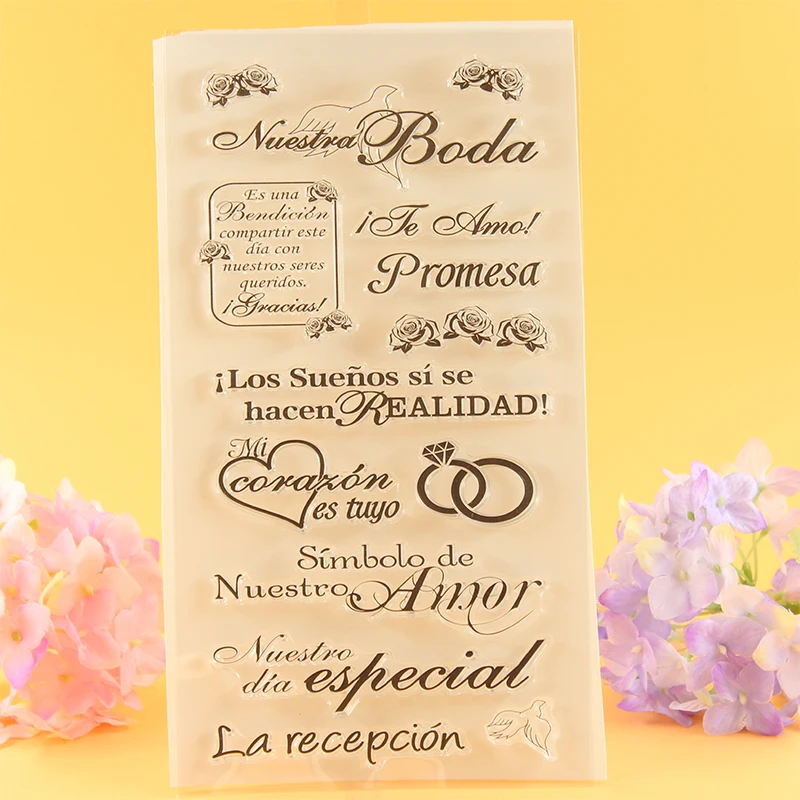 Nuestra Boda
Es una
Bendición
compartir este
día con
nuestros seres
queridos.
¡Gracias!
¡Te Amo!
Promesa
¡Los Sueños sí se
hacen REALIDAD!
Mi
corazón
es tuyo
Símbolo de
Nuestro Amor
Nuestro
día especial
La recepción